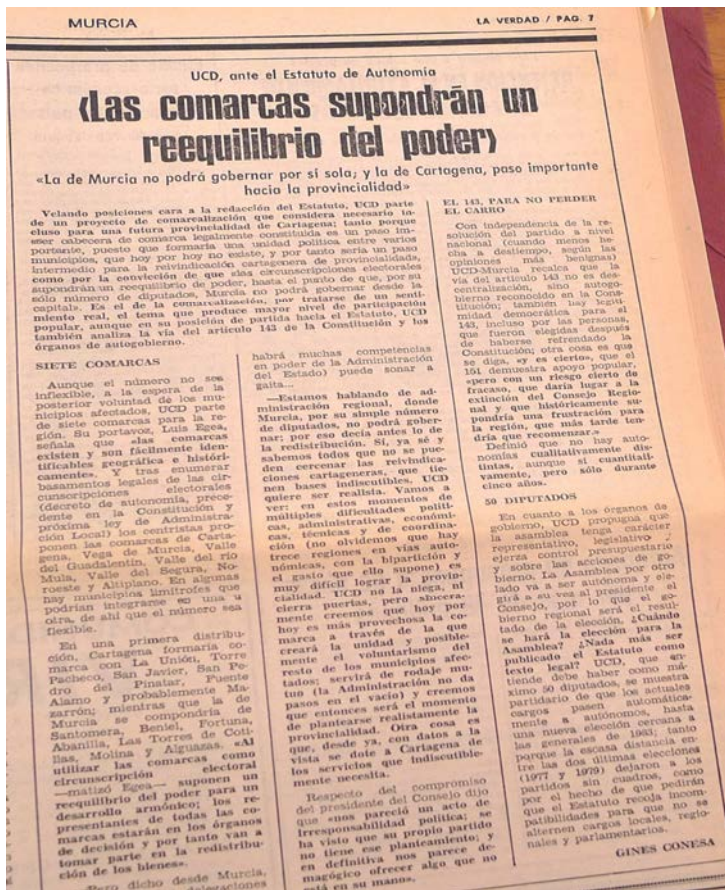 MURCIA
LA VERDAD / PAG. 7
UCD, ante el Estatuto de Autonomía
«Las comarcas supondrán un
reequilibrio del poder»
«La de Murcia no podrá gobernar por sí sola; y la de Cartagena, paso importante
hacia la provincialidad»
Velando posiciones cara a la redacción del Estatuto, UCD parte
de un proyecto de comarcalización que considera necesario in-
cluso para una futura provincialidad de Cartagena; tanto porque
«ser cabecera de comarca legalmente constituida es un paso im-
portante, puesto que formaría una unidad política entre varios
municipios, que hoy por hoy no existe, y por tanto sería un paso
intermedio para la reivindicación cartagenera de provincialidad»,
como por la convicción de que «las circunscripciones electorales
supondrán un reequilibrio de poder, hasta el punto de que, por su
sólo número de diputados, Murcia no podrá gobernar desde la
capital». Es el de la comarcalización, por tratarse de un senti-
miento real, el tema que produce mayor nivel de participación
popular, aunque en su posición de partida hacia el Estatuto, UCD
también analiza la vía del artículo 143 de la Constitución y los
órganos de autogobierno.
SIETE COMARCAS
Aunque el número no sea
inflexible, a la espera de la
posterior voluntad de los mu-
nicipios afectados, UCD parte
de siete comarcas para la re-
gión. Su portavoz, Luis Egea,
señala que «las comarcas
existen y son fácilmente iden-
tificables geográfica e históri-
camente». Y tras enumerar
basamentos legales de las cir-
cunscripciones electorales
(decreto de autonomía, prece-
dente en la Constitución y
próxima ley de Administra-
ción Local) los centristas pro-
ponen las comarcas de Carta-
gena, Vega de Murcia, Valle
del Guadalentín, Valle del río
Mula, Valle del Segura, No-
roeste y Altiplano. En algunas
hay municipios limítrofes que
podrían integrarse en una u
otra, de ahí que el número sea
flexible.
En una primera distribu-
ción, Cartagena formaría co-
marca con La Unión, Torre
Pacheco, San Javier, San Pe-
dro del Pinatar, Fuente
Alamo y probablemente Ma-
zarrón; mientras que la de
Murcia se compondría de
Santomera, Beniel, Fortuna,
Abanilla, Las Torres de Coti-
llas, Molina y Alguazas. «Al
utilizar las comarcas como
circunscripción electoral
—matizó Egea— suponen un
reequilibrio del poder para un
desarrollo armónico; los re-
presentantes de todas las co-
marcas estarán en los órganos
de decisión y por tanto van a
tomar parte en la redistribu-
ción de los bienes».
Pero dicho desde Murcia,
habrá muchas competencias
en poder de la Administración
del Estado) puede sonar a
gaita...
—Estamos hablando de ad-
ministración regional, donde
Murcia, por su simple número
de diputados, no podrá gober-
nar; por eso decía antes lo de
la redistribución. Sí, ya sé y
sabemos todos que no se pue-
den cercenar las reivindica-
ciones cartageneras, que tie-
nen bases indiscutibles, UCD
quiere ser realista. Vamos a
ver: en estos momentos de
múltiples dificultades políti-
cas, administrativas, económi-
cas, técnicas y de coordina-
ción (no olvidemos que hay
trece regiones en vías auto-
nómicas, con la bipartición y
el gasto que ello supone) es
muy difícil lograr la provin-
cialidad. UCD no la niega, ni
cierra puertas, pero sincera-
mente creemos que hoy por
hoy es más provechosa la co-
marca a través de la que
creará la unidad y posible-
mente el voluntarismo del
resto de los municipios afec-
tados; servirá de rodaje mu-
tuo (la Administración no da
pasos en el vacío) y creemos
que entonces será el momento
de plantearse realistamente la
provincialidad. Otra cosa es
que, desde ya, con datos a la
vista se dote a Cartagena de
los servicios que indiscutible-
mente necesita.
Respecto del compromiso
del presidente del Consejo dijo
que «nos pareció un acto de
irresponsabilidad política; se
ha visto que su propio partido
no tiene ese planteamiento y
en definitiva nos parece de-
magógico ofrecer algo que no
está en su mano».
EL 143, PARA NO PERDER
EL CARRO
Con independencia de la re-
solución del partido a nivel
nacional (cuando menos he-
cha a destiempo, según las
opiniones más benignas)
UCD-Murcia recalca que la
vía del artículo 143 no es des-
centralización, sino autogo-
bierno reconocido en la Cons-
titución; también hay legiti-
midad democrática para el
143, incluso por las personas,
que fueron elegidas después
de haberse refrendado la
Constitución; otra cosa es que
se diga, «y es cierto», que el
151 demuestra apoyo popular,
«pero con un riesgo cierto de
fracaso, que daría lugar a la
extinción del Consejo Regio-
nal y que históricamente su-
pondría una frustración para
la región, que más tarde ten-
dría que recomenzar.»
Definió que no hay auto-
nomías cualitativamente dis-
tintas, aunque sí cuantitati-
vamente, pero sólo durante
cinco años.
50 DIPUTADOS
En cuanto a los órganos de
gobierno, UCD propugna que
la asamblea tenga carácter
representativo, legislativo y
ejerza control presupuestario
y sobre las acciones de go-
bierno. La Asamblea por otro
lado va a ser autónoma y ele-
girá a su vez al presidente el
Consejo, por lo que el go-
bierno regional será el resul-
tado de la elección. ¿Cuándo
se hará la elección para la
Asamblea? ¿Nada más ser
publicado el Estatuto como
texto legal? UCD, que en-
tiende debe haber como má-
ximo 50 diputados, se muestra
partidario de que los actuales
cargos pasen automática-
mente a autónomos, hasta
una nueva elección cercana a
las generales de 1983; tanto
porque las escasa distancia en-
tre las dos últimas elecciones
(1977 y 1979) dejaron a los
partidos sin cuadros, como
por el hecho de que pedirán
que el Estatuto recoja incom-
patibilidades para que no se
alternen cargos locales, regio-
nales y parlamentarios.
GINES CONESA